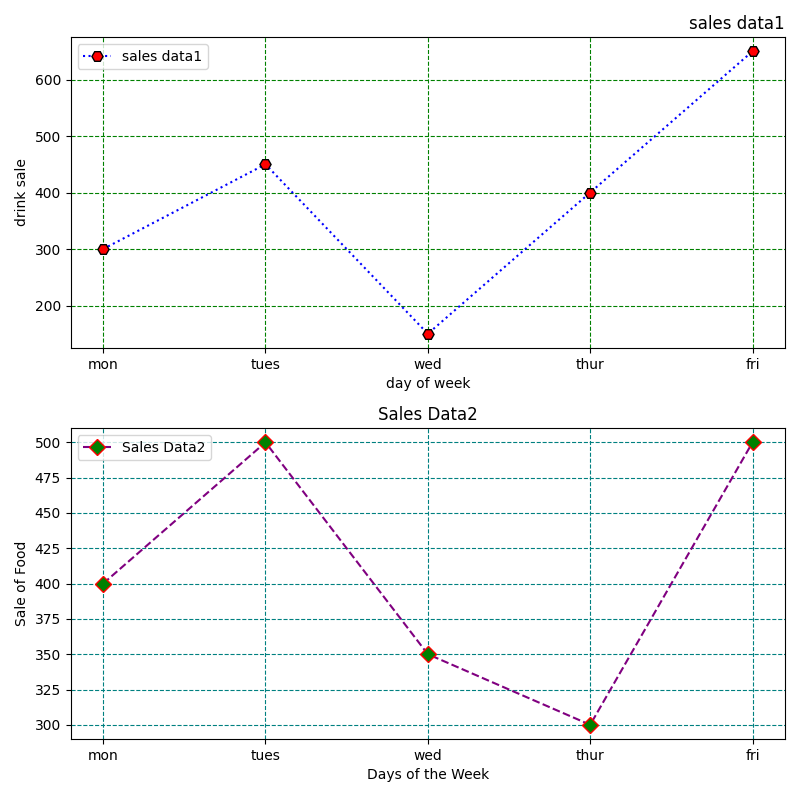 sales data1
sales data1
600
500
400
300
200
drink sale
mon tues wed thur fri
day of week
Sales Data2
Sales Data2
500
475
450
425
400
375
350
325
300
Sale of Food
mon tues wed thur fri
Days of the Week